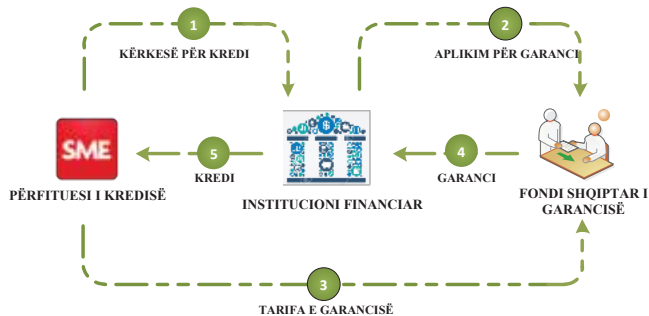 1
KËRKESË PËR KREDI
2
APLIKIM PËR GARANCI
SME
PËRFITUESI I KREDISË
5
KREDI
$
INSTITUCIONI FINANCIAR
4
GARANCI
FONDI SHQIPTAR I
GARANCISË
3
TARIFA E GARANCISË